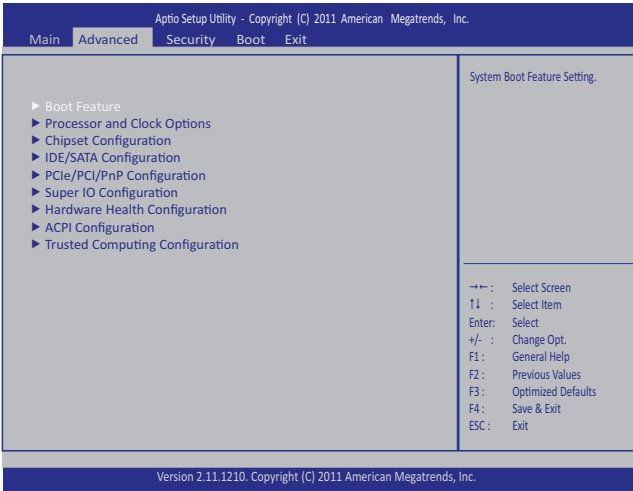 Aptio Setup Utility - Copyright (C) 2011 American Megatrends, Inc.
Main Advanced Security Boot Exit
System Boot Feature Setting.
▶ Boot Feature
▶ Processor and Clock Options
▶ Chipset Configuration
▶ IDE/SATA Configuration
▶ PCIe/PCI/PnP Configuration
▶ Super IO Configuration
▶ Hardware Health Configuration
▶ ACPI Configuration
▶ Trusted Computing Configuration
→← : Select Screen
↑↓ : Select Item
Enter: Select
+/- : Change Opt.
F1 : General Help
F2 : Previous Values
F3 : Optimized Defaults
F4 : Save & Exit
ESC : Exit
Version 2.11.1210. Copyright (C) 2011 American Megatrends, Inc.